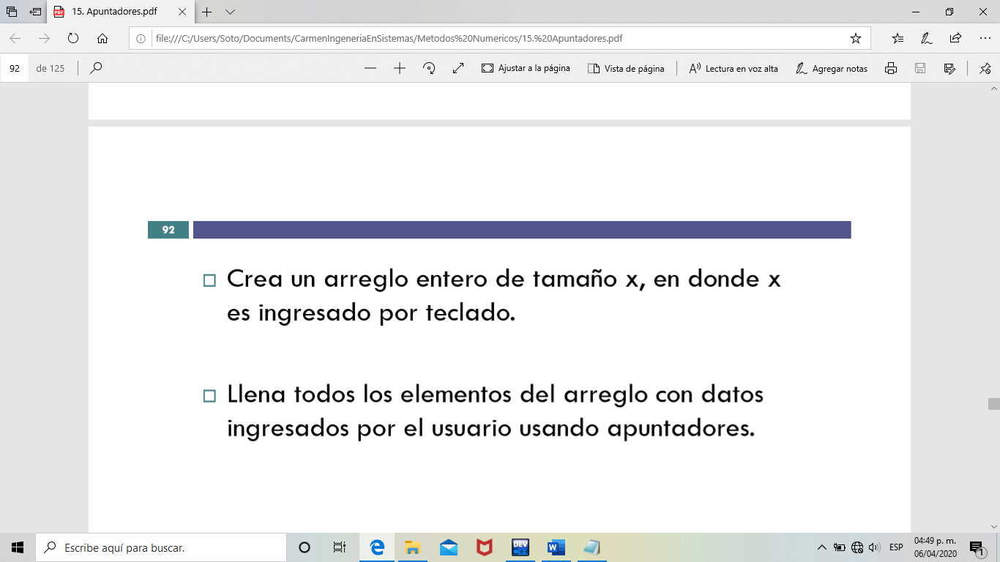 15. Apuntadores.pdf
file:///C:/Users/Soto/Documents/CarmenIngeneriaEnSistemas/Metodos%20Numericos/15.%20Apuntadores.pdf
92 de 125 Ajustar a la página Vista de página Lectura en voz alta Agregar notas
92
Crea un arreglo entero de tamaño x, en donde x
es ingresado por teclado.
Llena todos los elementos del arreglo con datos
ingresados por el usuario usando apuntadores.
Escribe aquí para buscar.
DEV
W
ESP
04:49 p. m.
06/04/2020
1